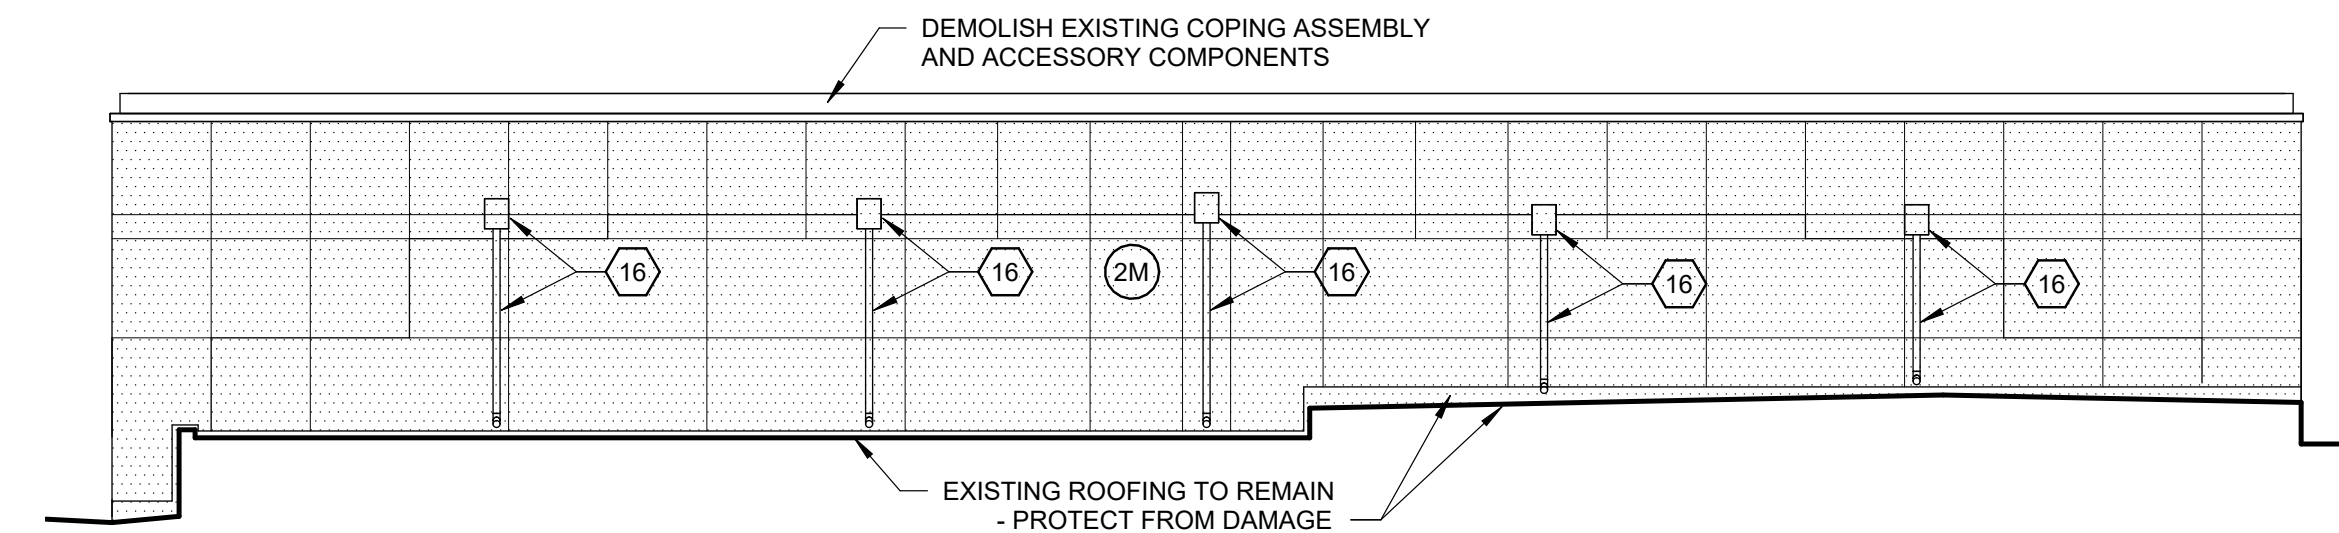 DEMOLISH EXISTING COPING ASSEMBLY
AND ACCESSORY COMPONENTS
16
16
2M
16
16
16
EXISTING ROOFING TO REMAIN
- PROTECT FROM DAMAGE